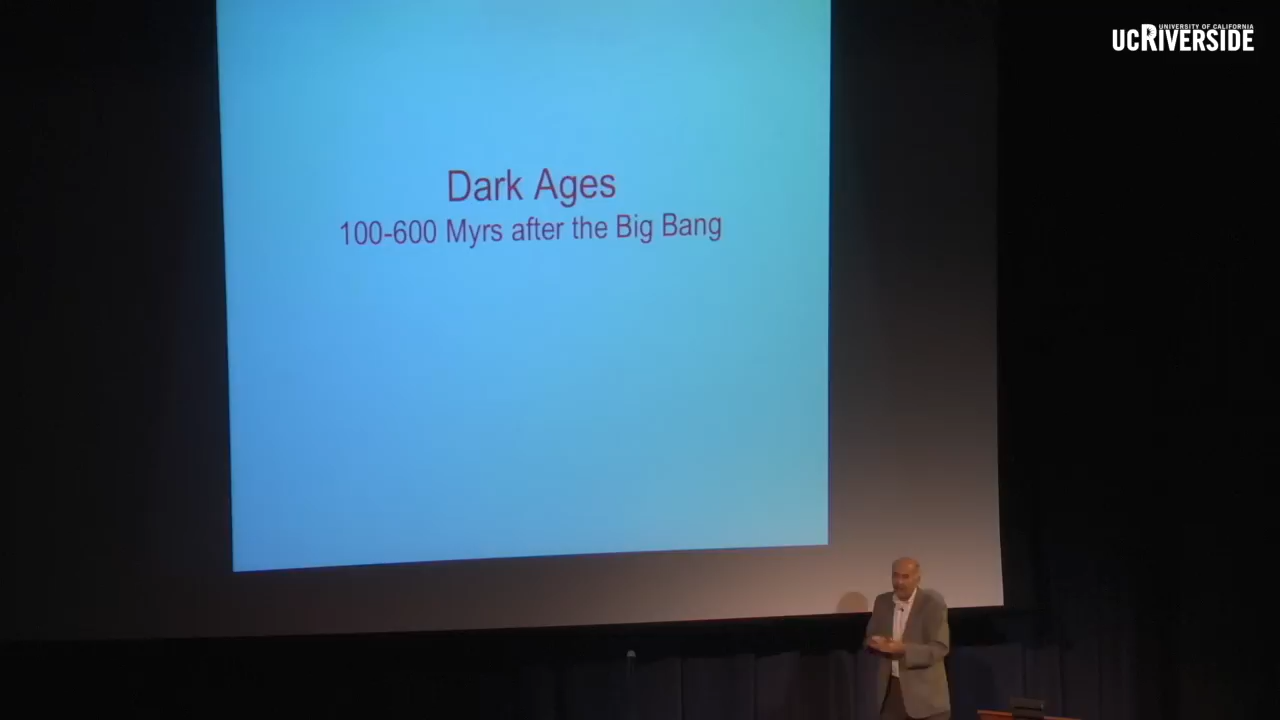 UNIVERSITY OF CALIFORNIA
UCRIVERSIDE
Dark Ages
100-600 Myrs after the Big Bang